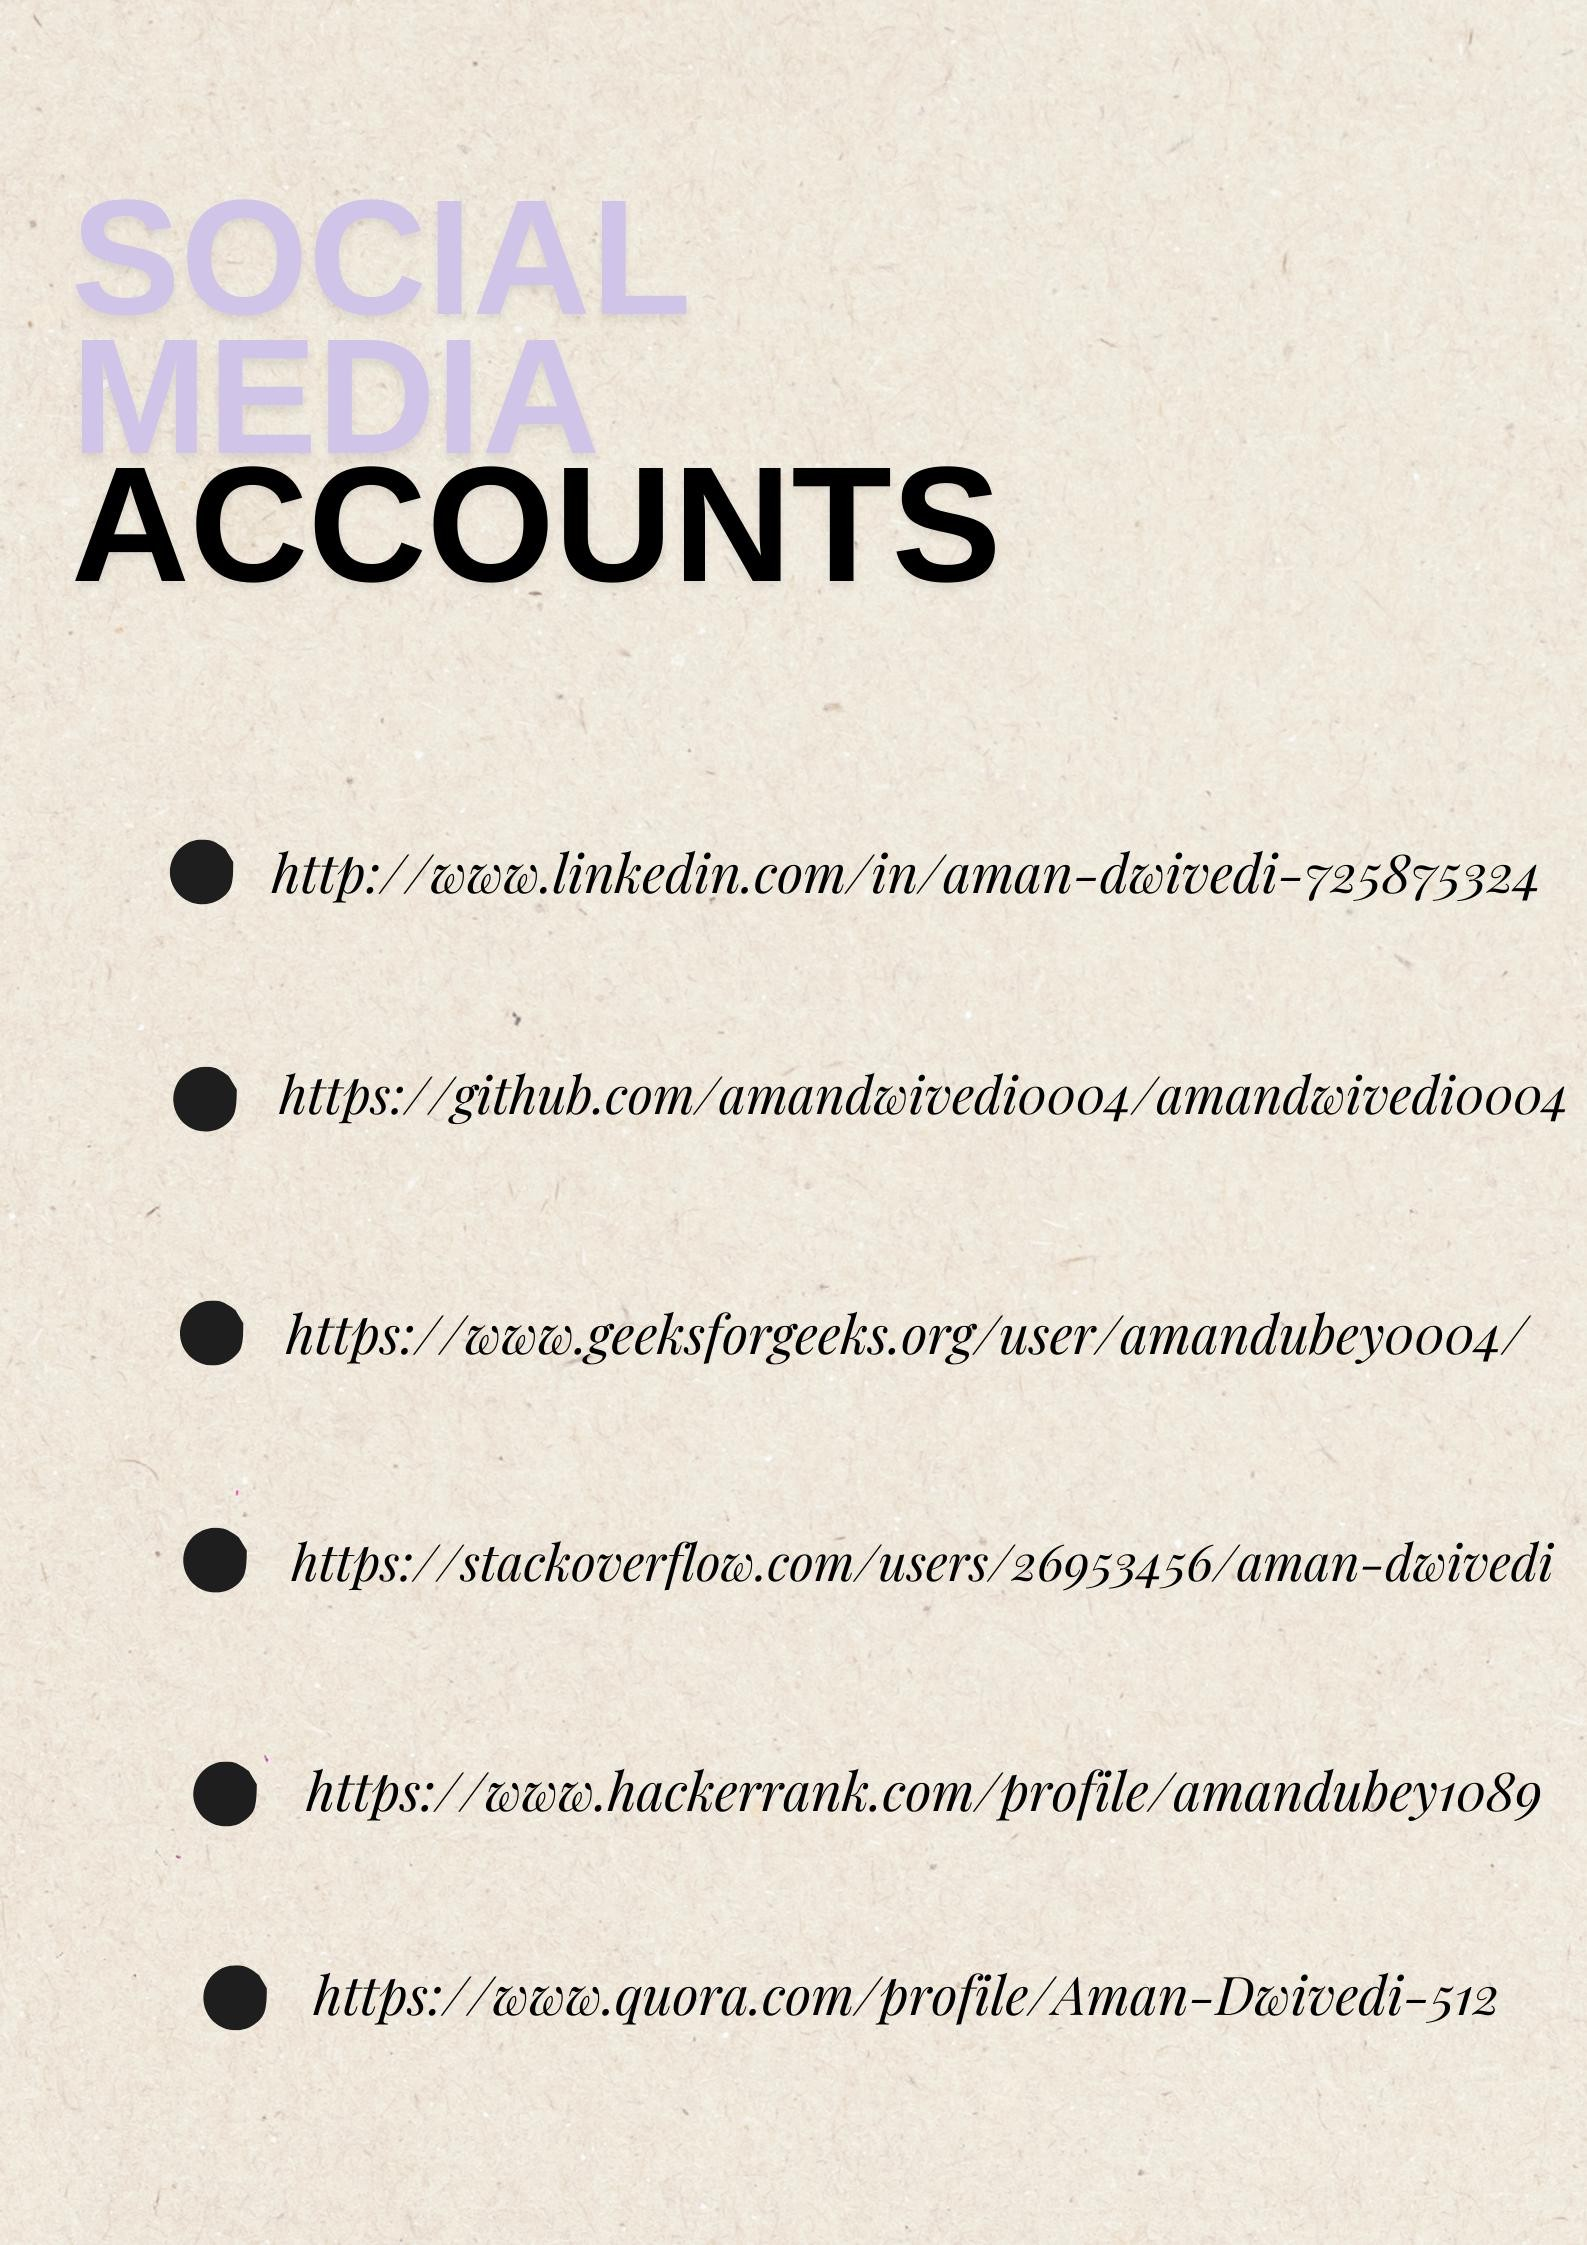 SOCIAL
MEDIA
ACCOUNTS
http://www.linkedin.com/in/aman-dwivedi-725875324
https://github.com/amandwivedi0004/amandwivedi0004
https://www.geeksforgeeks.org/user/amandubey0004/
https://stackoverflow.com/users/26953456/aman-dwivedi
https://www.hackerrank.com/profile/amandubey1089
https://www.quora.com/profile/Aman-Dwivedi-512